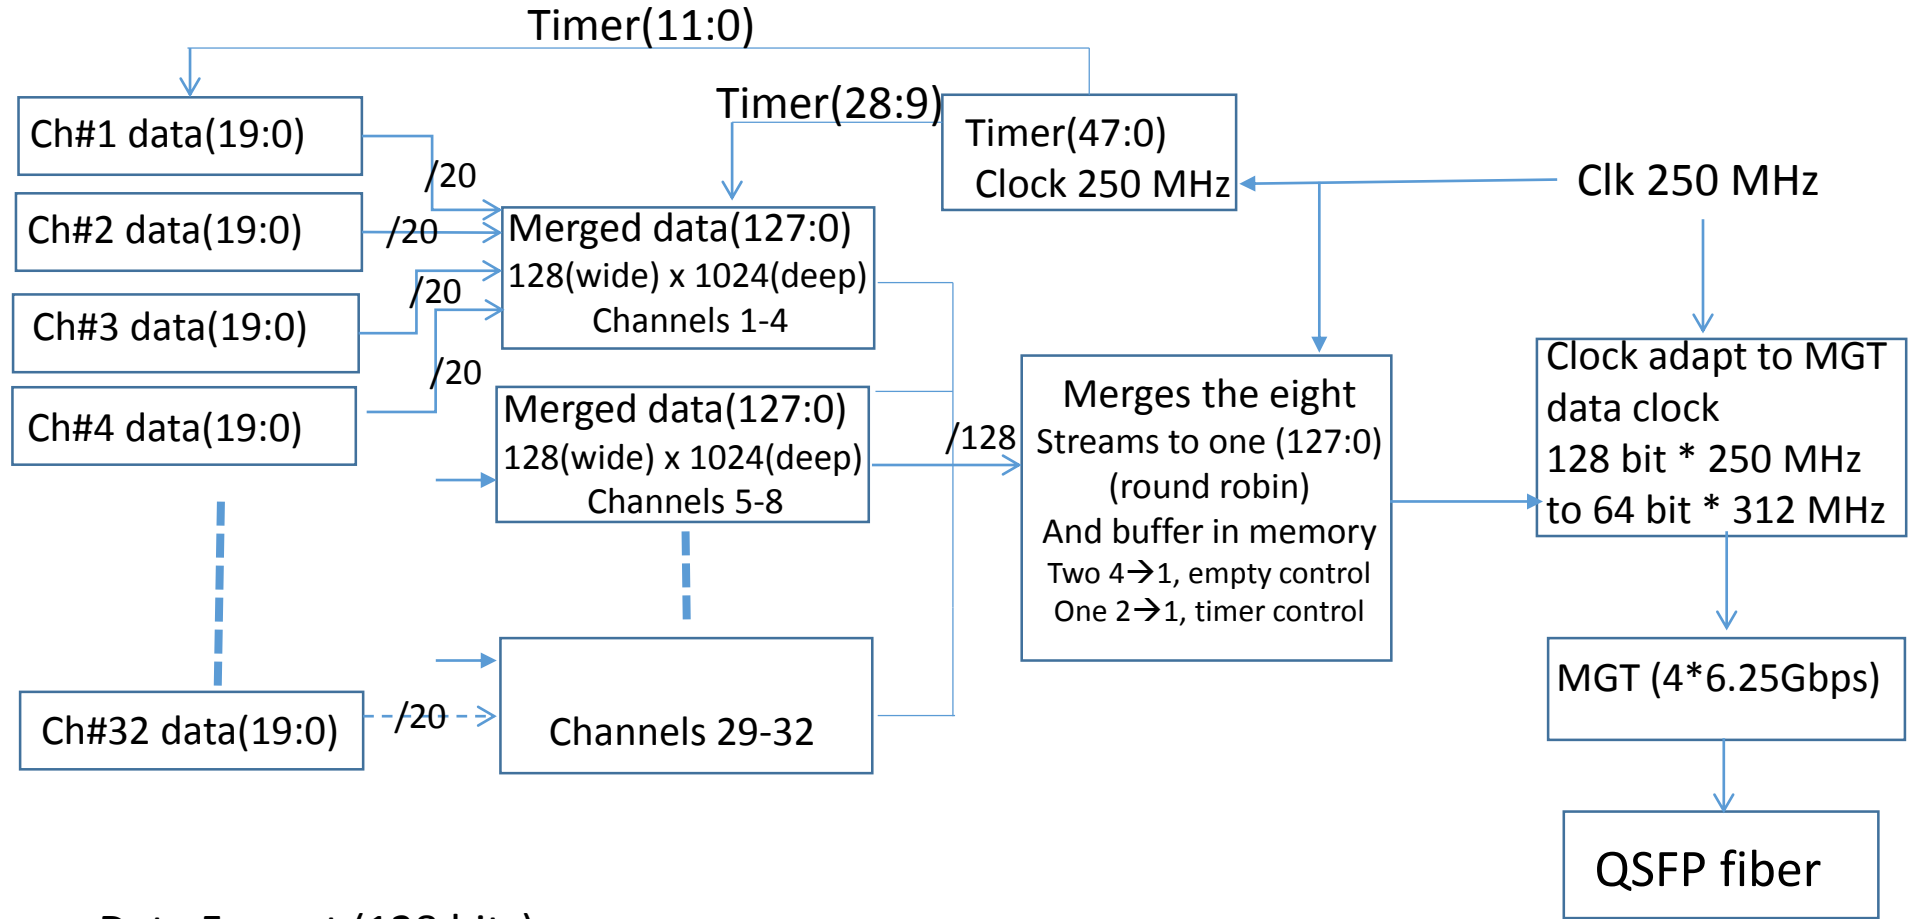 Timer(11:0)
Timer(28:9)
Ch#1 data(19:0)
/20
Ch#2 data(19:0)
/20
Ch#3 data(19:0)
/20
Ch#4 data(19:0)
/20
Ch#32 data(19:0)
/20
Merged data(127:0)
128(wide) x 1024(deep)
Channels 1-4
Merged data(127:0)
128(wide) x 1024(deep)
Channels 5-8
Channels 29-32
/128
Timer(47:0)
Clock 250 MHz
Clk 250 MHz
Merges the eight
Streams to one (127:0)
(round robin)
And buffer in memory
Two 4→1, empty control
One 2→1, timer control
Clock adapt to MGT
data clock
128 bit * 250 MHz
to 64 bit * 312 MHz
MGT (4*6.25Gbps)
QSFP fiber
Data Format (128 bits)